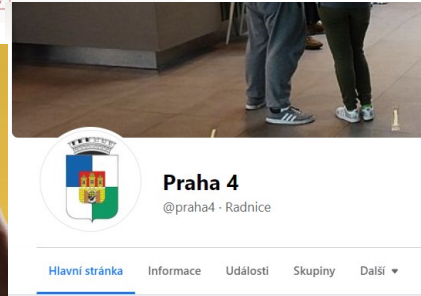 Praha 4
@praha4 · Radnice
Hlavní stránka Informace Události Skupiny Další